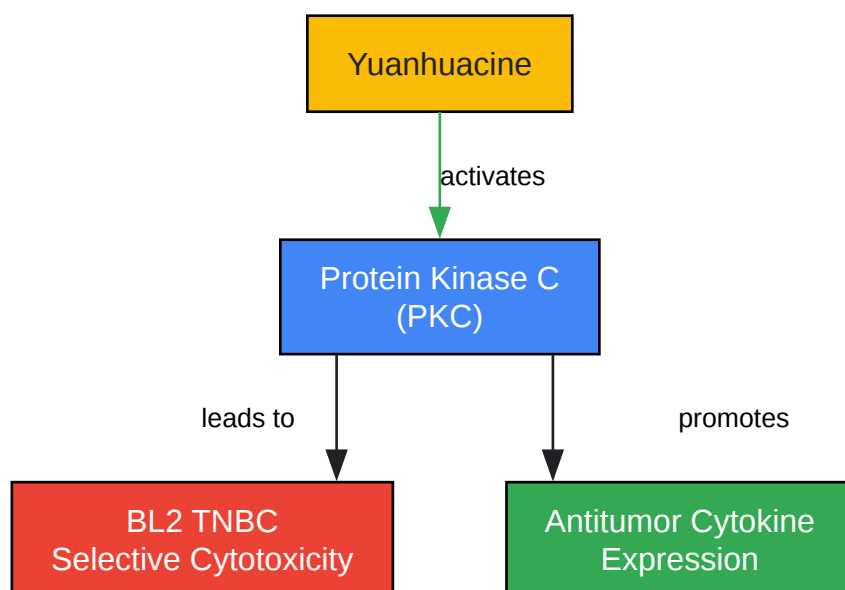 Yuanhuacine
activates
Protein Kinase C
(PKC)
leads to
promotes
BL2 TNBC
Selective Cytotoxicity
Antitumor Cytokine
Expression